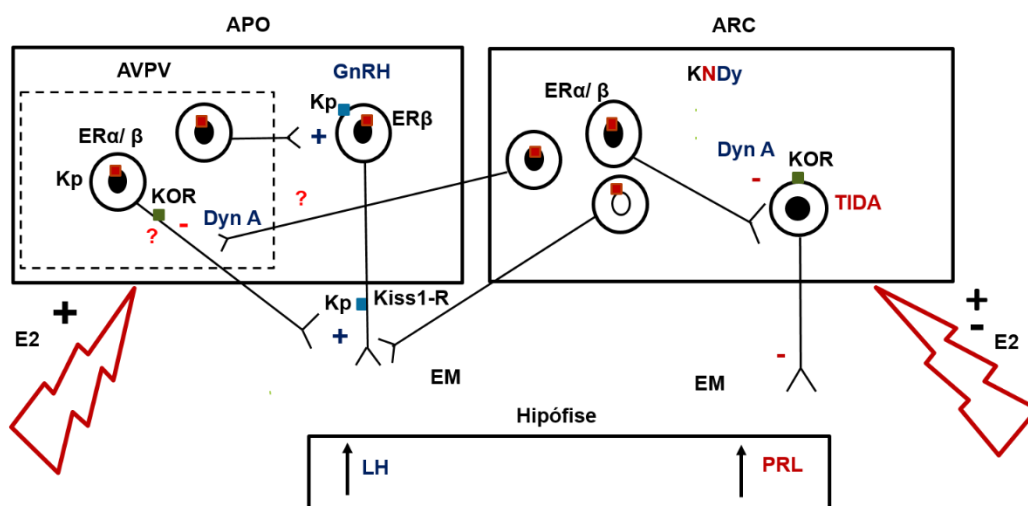 APO
ARC
AVPV
GnRH
KNDy
Kp
ERα/ β
ERβ
ERα/ β
+
Kp
KOR
Dyn A
-
?
?
Dyn A
KOR
-
TIDA
Kp
Kiss1-R
+
+
E2
EM
-
EM
+
-
E2
Hipófise
LH
PRL